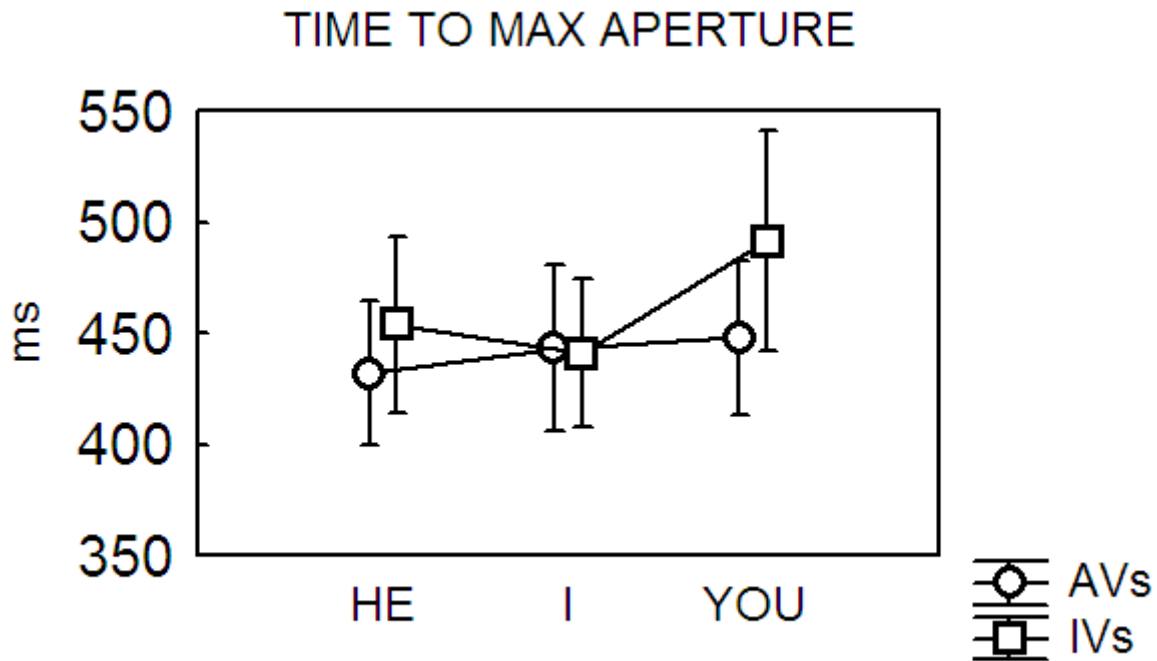 TIME TO MAX APERTURE
550
500
450
400
350
ms
HE I YOU
AVs
IVs